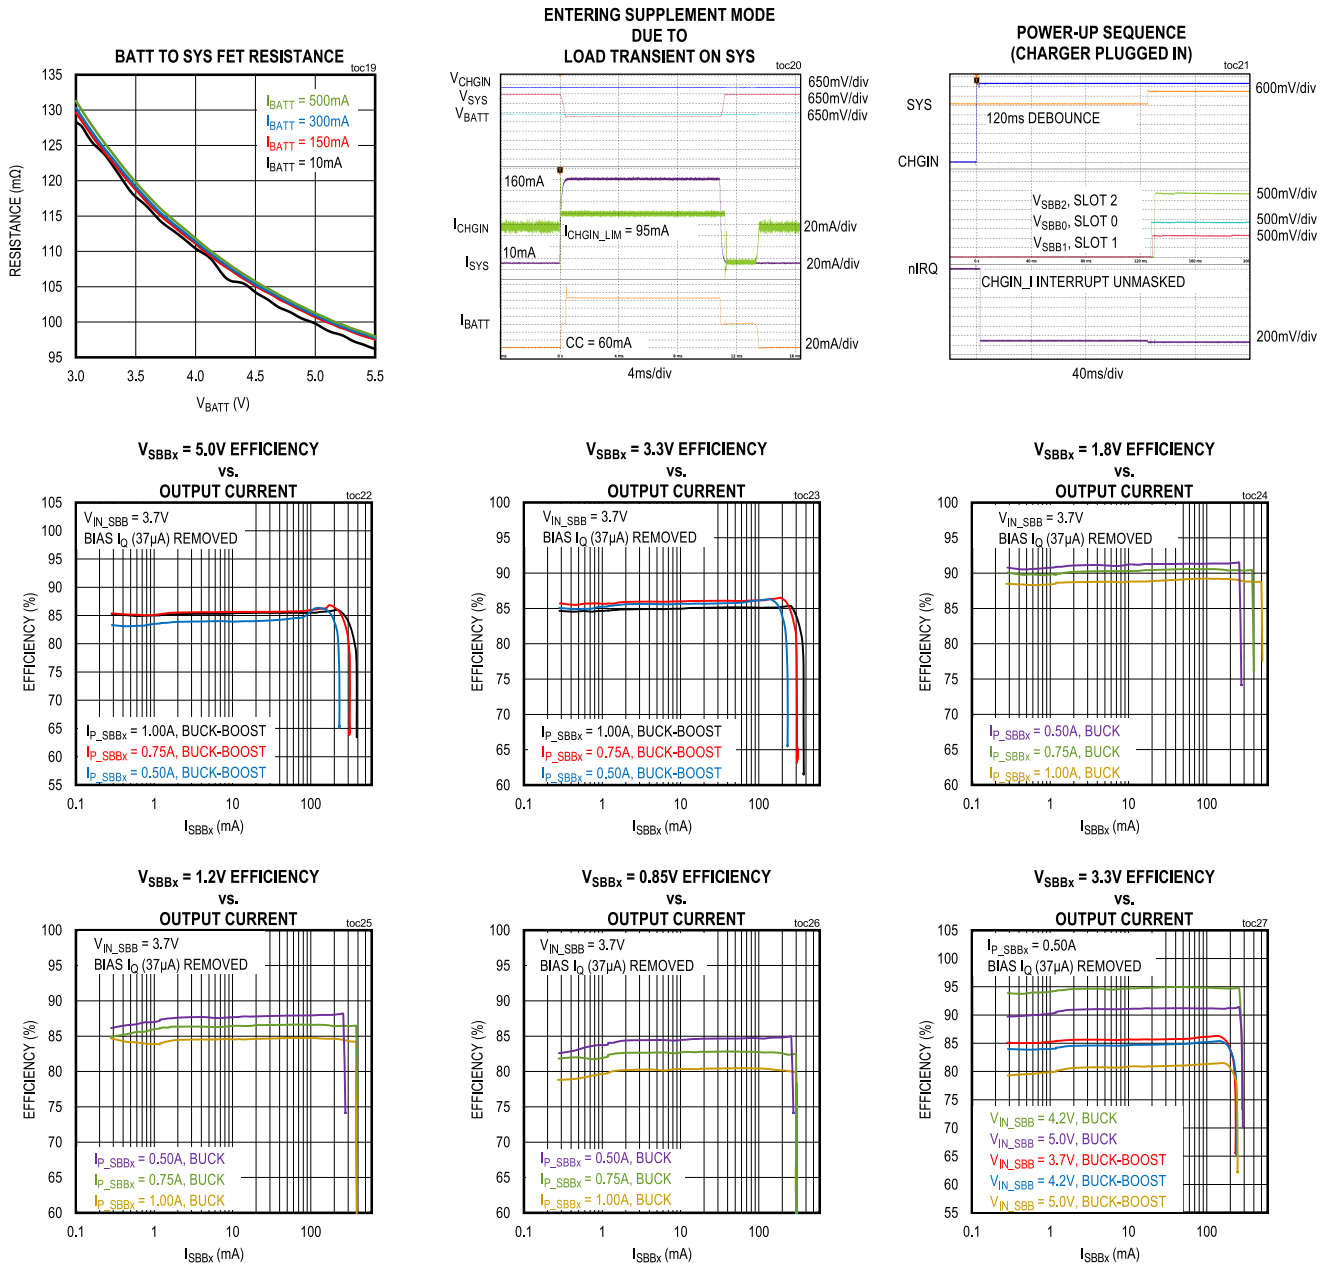 BATT TO SYS FET RESISTANCE
toc19
135
130
125
120
115
110
105
100
95
3.0
3.5
4.0
4.5
5.0
5.5
RESISTANCE (mΩ)
VBATT (V)
IBATT = 500mA
IBATT = 300mA
IBATT = 150mA
IBATT = 10mA
ENTERING SUPPLEMENT MODE
DUE TO
LOAD TRANSIENT ON SYS
toc20
VCHGIN
650mV/div
VSYS
650mV/div
VBATT
650mV/div
160mA
ICHGIN
ICHGIN_LIM = 95mA
20mA/div
10mA
ISYS
20mA/div
IBATT
CC = 60mA
20mA/div
ms
0 s
4 ms
8 ms
12 ms
16 ms
4ms/div
POWER-UP SEQUENCE
(CHARGER PLUGGED IN)
toc21
600mV/div
SYS
120ms DEBOUNCE
CHGIN
VSBB2, SLOT 2
500mV/div
VSBB0, SLOT 0
500mV/div
VSBB1, SLOT 1
500mV/div
0 s
40 ms
80 ms
120 ms
160 ms
200
nIRQ
CHGIN_I INTERRUPT UNMASKED
200mV/div
40ms/div
VSBBx = 5.0V EFFICIENCY
vs.
OUTPUT CURRENT
toc22
105
100
95
90
85
80
75
70
65
60
55
EFFICIENCY (%)
VIN_SBB = 3.7V
BIAS IQ (37µA) REMOVED
IP_SBBx = 1.00A, BUCK-BOOST
IP_SBBx = 0.75A, BUCK-BOOST
IP_SBBx = 0.50A, BUCK-BOOST
0.1
1
10
100
ISBBx (mA)
VSBBx = 3.3V EFFICIENCY
vs.
OUTPUT CURRENT
toc23
100
95
90
85
80
75
70
65
60
EFFICIENCY (%)
VIN_SBB = 3.7V
BIAS IQ (37µA) REMOVED
IP_SBBx = 1.00A, BUCK-BOOST
IP_SBBx = 0.75A, BUCK-BOOST
IP_SBBx = 0.50A, BUCK-BOOST
0.1
1
10
100
ISBBx (mA)
VSBBx = 1.8V EFFICIENCY
vs.
OUTPUT CURRENT
toc24
100
95
90
85
80
75
70
65
60
EFFICIENCY (%)
VIN_SBB = 3.7V
BIAS IQ (37µA) REMOVED
IP_SBBx = 0.50A, BUCK
IP_SBBx = 0.75A, BUCK
IP_SBBx = 1.00A, BUCK
0.1
1
10
100
ISBBx (mA)
VSBBx = 1.2V EFFICIENCY
vs.
OUTPUT CURRENT
toc25
100
95
90
85
80
75
70
65
60
EFFICIENCY (%)
VIN_SBB = 3.7V
BIAS IQ (37µA) REMOVED
IP_SBBx = 0.50A, BUCK
IP_SBBx = 0.75A, BUCK
IP_SBBx = 1.00A, BUCK
0.1
1
10
100
ISBBx (mA)
VSBBx = 0.85V EFFICIENCY
vs.
OUTPUT CURRENT
toc26
100
95
90
85
80
75
70
65
60
EFFICIENCY (%)
VIN_SBB = 3.7V
BIAS IQ (37µA) REMOVED
IP_SBBx = 0.50A, BUCK
IP_SBBx = 0.75A, BUCK
IP_SBBx = 1.00A, BUCK
0.1
1
10
100
ISBBx (mA)
VSBBx = 3.3V EFFICIENCY
vs.
OUTPUT CURRENT
toc27
105
100
95
90
85
80
75
70
65
60
55
EFFICIENCY (%)
IP_SBBx = 0.50A
BIAS IQ (37µA) REMOVED
VIN_SBB = 4.2V, BUCK
VIN_SBB = 5.0V, BUCK
VIN_SBB = 3.7V, BUCK-BOOST
VIN_SBB = 4.2V, BUCK-BOOST
VIN_SBB = 5.0V, BUCK-BOOST
0.1
1
10
100
ISBBx (mA)